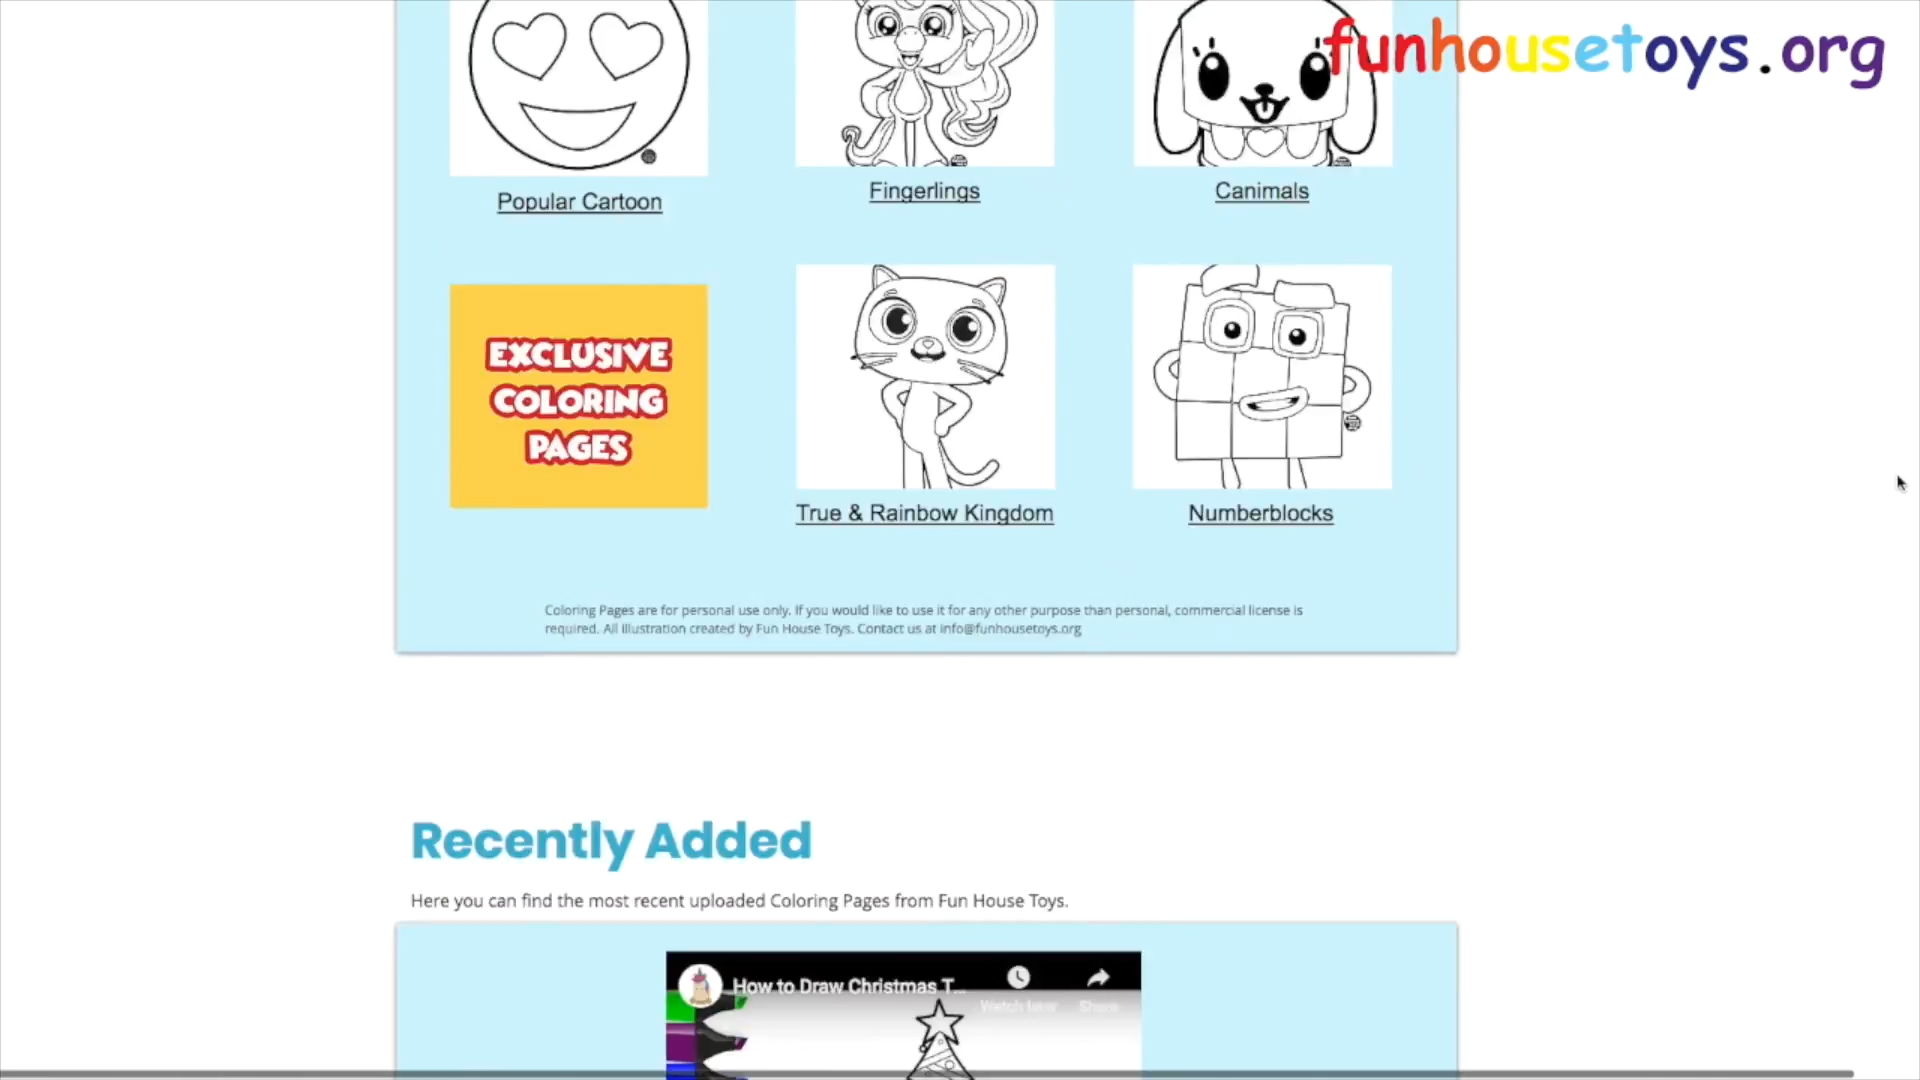 funhousetoys.org
Popular Cartoon
Fingerlings
Canimals
EXCLUSIVE
COLORING
PAGES
True & Rainbow Kingdom
Numberblocks
Coloring Pages are for personal use only. If you would like to use it for any other purpose than personal, commercial license is
required. All illustration created by Fun House Toys. Contact us at info@funhousetoys.org
Recently Added
Here you can find the most recent uploaded Coloring Pages from Fun House Toys.
How to Draw Christmas T...
Watch later
Share